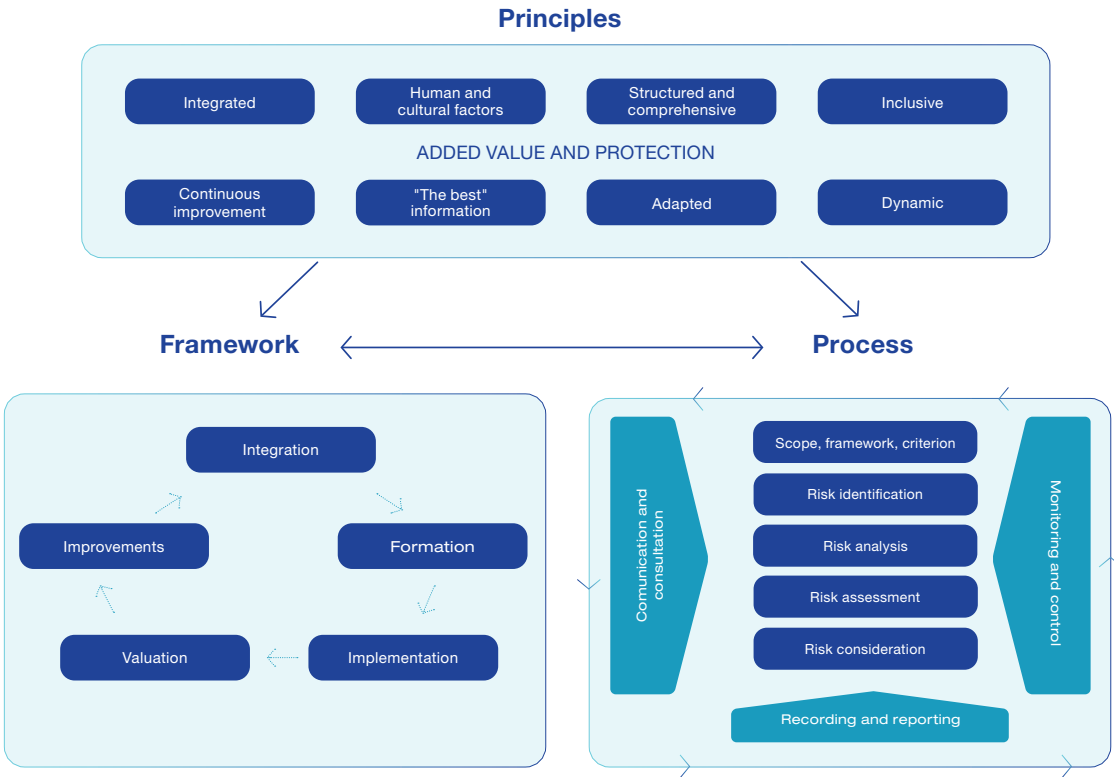 Principles
Integrated
Human and
cultural factors
Structured and
comprehensive
Inclusive
ADDED VALUE AND PROTECTION
Continuous
improvement
"The best"
information
Adapted
Dynamic
Framework
Process
Integration
Improvements
Formation
Valuation
Implementation
Comunication and
consultation
Scope, framework, criterion
Risk identification
Risk analysis
Risk assessment
Risk consideration
Monitoring and control
Recording and reporting